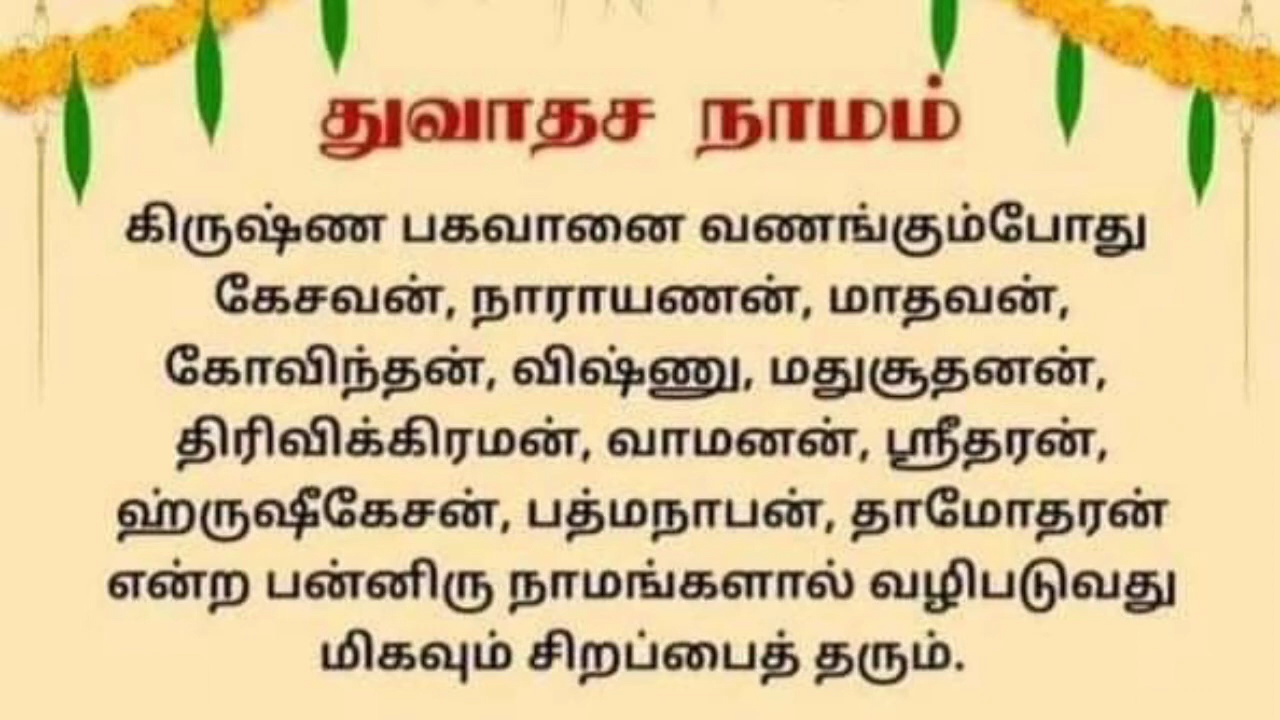 துவாதச நாமம்
கிருஷ்ண பகவானை வணங்கும்போது
கேசவன், நாராயணன், மாதவன்,
கோவிந்தன், விஷ்ணு, மதுசூதனன்,
திரிவிக்கிரமன், வாமனன், ஸ்ரீதரன்,
ஹ்ருஷீகேசன், பத்மநாபன், தாமோதரன்
என்ற பன்னிரு நாமங்களால் வழிபடுவது
மிகவும் சிறப்பைத் தரும்.